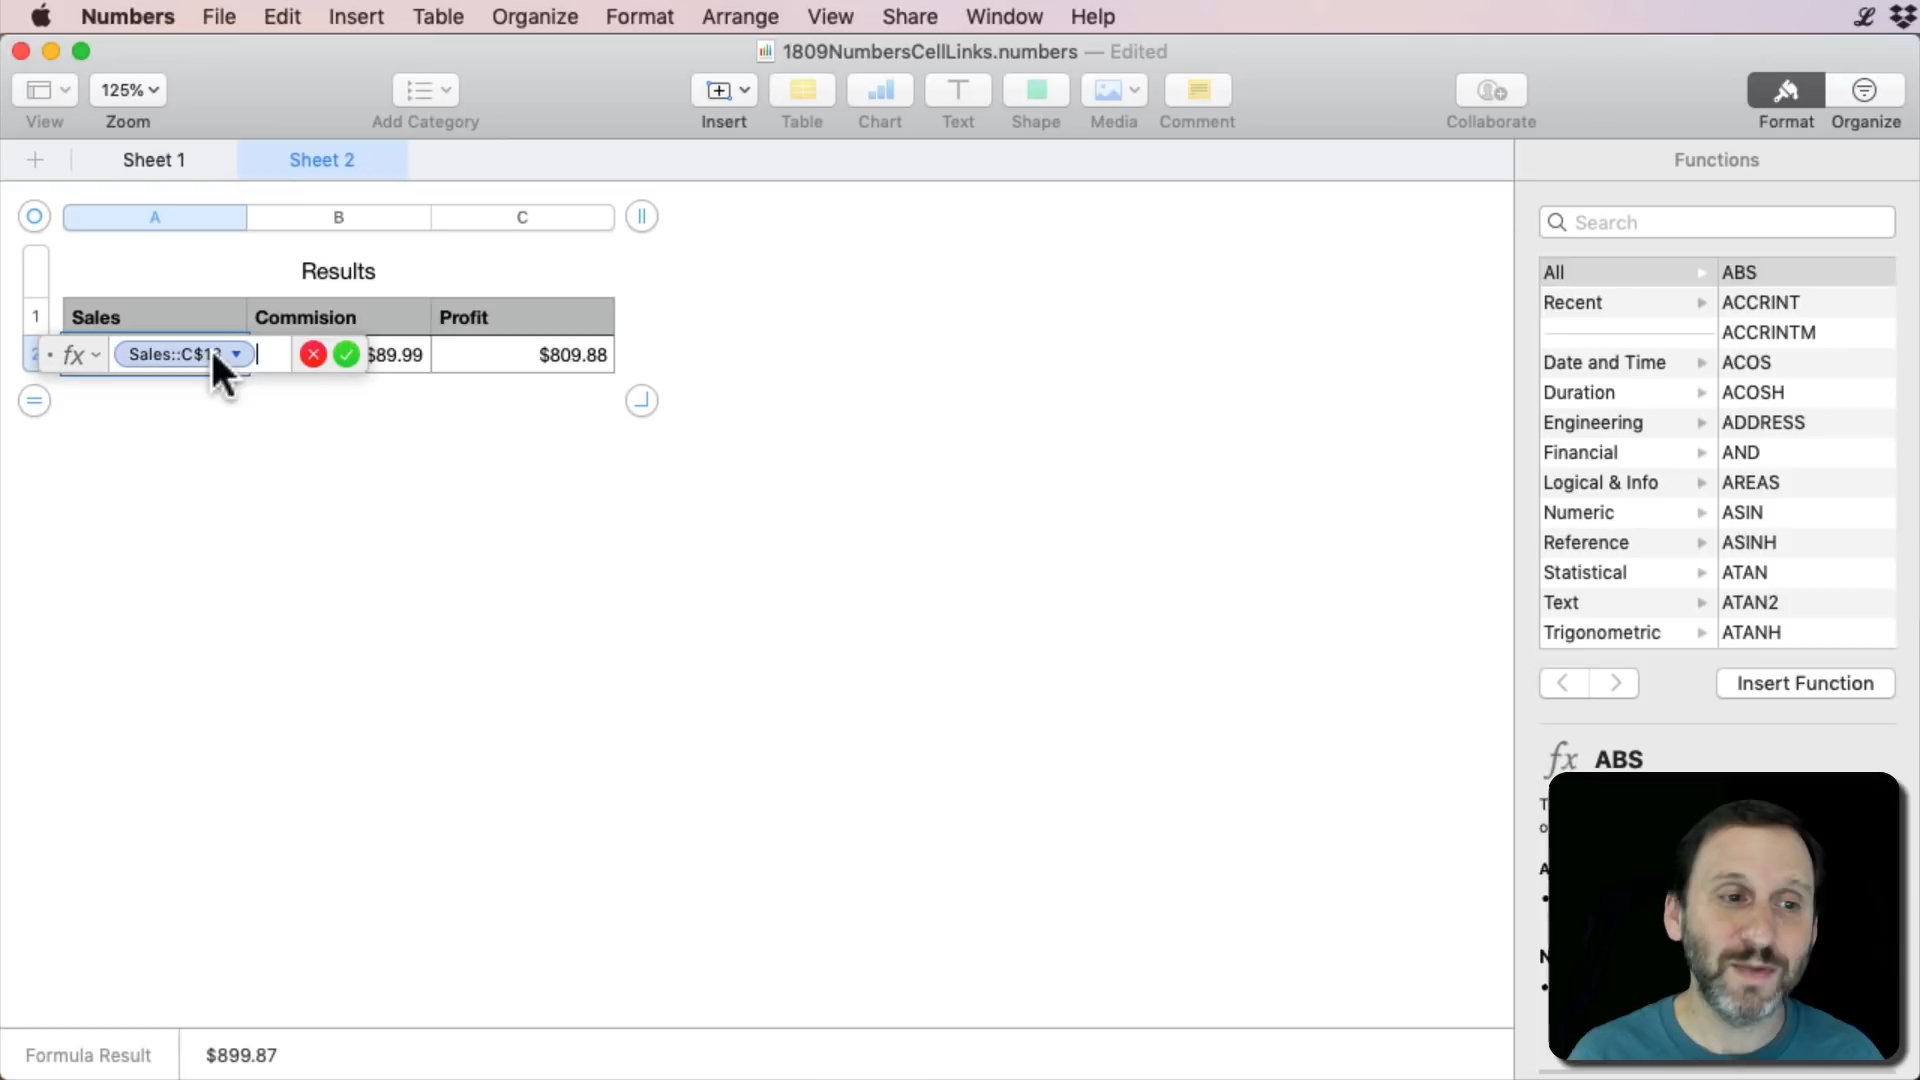 Numbers File Edit Insert Table Organize Format Arrange View Share Window Help
1809NumbersCellLinks.numbers — Edited
125%
View Zoom Add Category Insert Table Chart Text Shape Media Comment Collaborate Format Organize
+ Sheet 1 Sheet 2 Functions
A B C
Search
Results
1 Sales Commision Profit
2 fx Sales::C$ $89.99 $809.88
All ABS
Recent ACCRINT
ACCRINTM
Date and Time ACOS
Duration ACOSH
Engineering ADDRESS
Financial AND
Logical & Info AREAS
Numeric ASIN
Reference ASINH
Statistical ATAN
Text ATAN2
Trigonometric ATANH
Insert Function
fx ABS
Formula Result $899.87